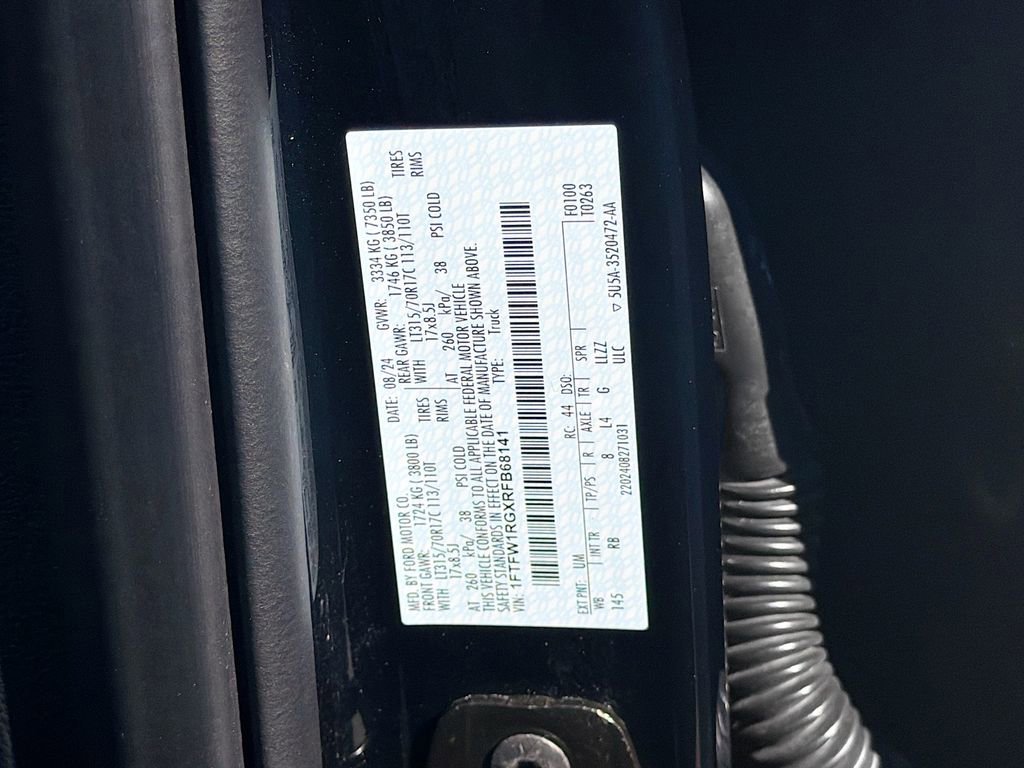 MFD. BY FORD MOTOR CO.
DATE: 08/24 GVWR: 3334 KG ( 7350 LB)
FRONT GAWR: 1724 KG ( 3800 LB) REAR GAWR: 1746 KG ( 3850 LB)
WITH LT315/70R17C 113/110T TIRES WITH LT315/70R17C 113/110T TIRES
17x8.5J RIMS 17x8.5J RIMS
AT 260 kPa/ 38 PSI COLD AT 260 kPa/ 38 PSI COLD
THIS VEHICLE CONFORMS TO ALL APPLICABLE FEDERAL MOTOR VEHICLE
SAFETY STANDARDS IN EFFECT ON THE DATE OF MANUFACTURE SHOWN ABOVE.
VIN: 1FTFW1RGXRFB68141 TYPE: Truck
EXT PNT: UM RC: 44 DSO: F0100
WB INT TR TP/PS R AXLE TR SPR T0263
145 RB 8 L4 G LLZZ
2202408271031 ULC ▽ 5U5A-3520472-AA